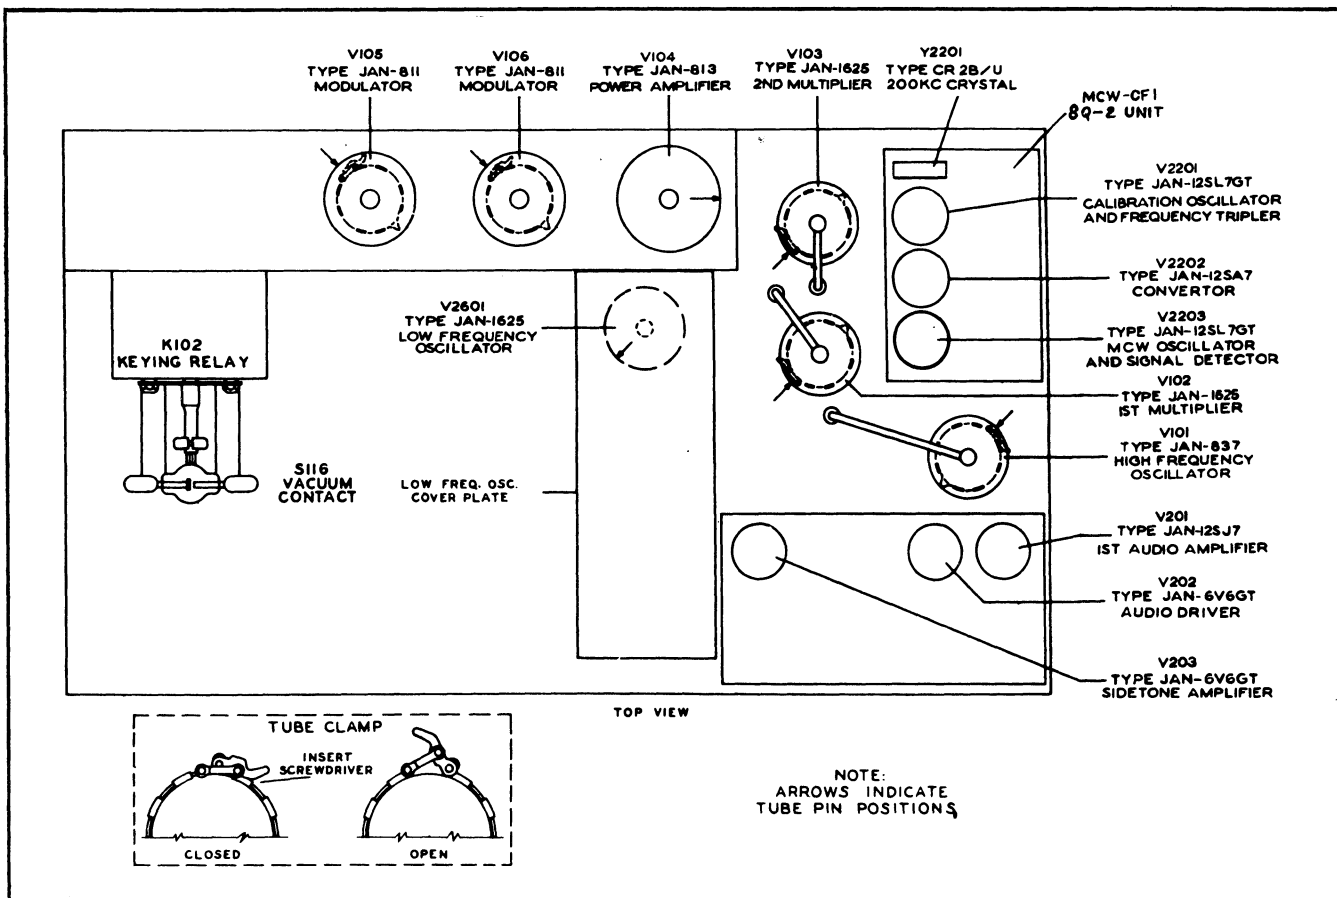 V105
TYPE JAN-811
MODULATOR
V106
TYPE JAN-811
MODULATOR
V104
TYPE JAN-813
POWER AMPLIFIER
V103
TYPE JAN-1625
2ND MULTIPLIER
Y2201
TYPE CR 2B/U
200KC CRYSTAL
MCW-CFI
8Q-2 UNIT
V2201
TYPE JAN-12SL7GT
CALIBRATION OSCILLATOR
AND FREQUENCY TRIPLER
V2202
TYPE JAN-12SA7
CONVERTOR
V2203
TYPE JAN-12SL7GT
MCW OSCILLATOR
AND SIGNAL DETECTOR
V102
TYPE JAN-1625
IST MULTIPLIER
V101
TYPE JAN-837
HIGH FREQUENCY
OSCILLATOR
V201
TYPE JAN-12SJ7
IST AUDIO AMPLIFIER
V202
TYPE JAN-6V6GT
AUDIO DRIVER
V203
TYPE JAN-6V6GT
SIDETONE AMPLIFIER
V2601
TYPE JAN-1625
LOW FREQUENCY
OSCILLATOR
K102
KEYING RELAY
S116
VACUUM
CONTACT
LOW FREQ. OSC.
COVER PLATE
TOP VIEW
TUBE CLAMP
INSERT
SCREWDRIVER
CLOSED
OPEN
NOTE:
ARROWS INDICATE
TUBE PIN POSITIONS